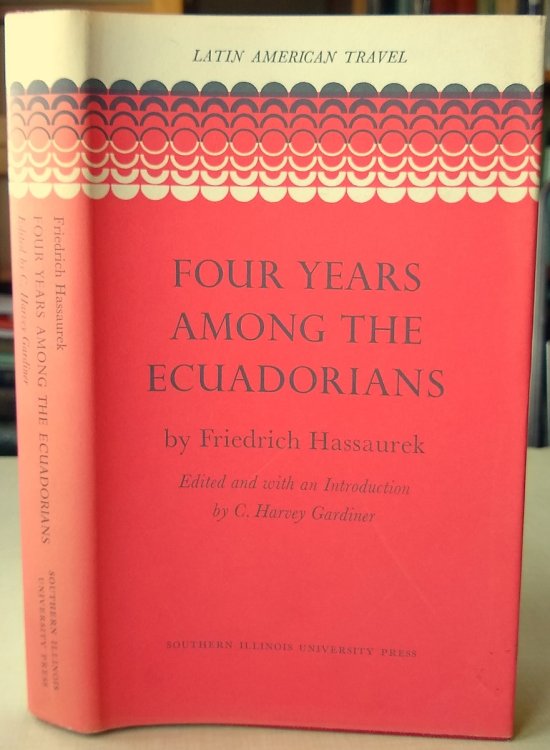 LATIN AMERICAN TRAVEL
FOUR YEARS
AMONG THE
ECUADORIANS
by Friedrich Hassaurek
Edited and with an Introduction
by C. Harvey Gardiner
SOUTHERN ILLINOIS UNIVERSITY PRESS
Friedrich Hassaurek
FOUR YEARS AMONG THE ECUADORIANS
Edited by C. Harvey Gardiner
SOUTHERN ILLINOIS
UNIVERSITY PRESS